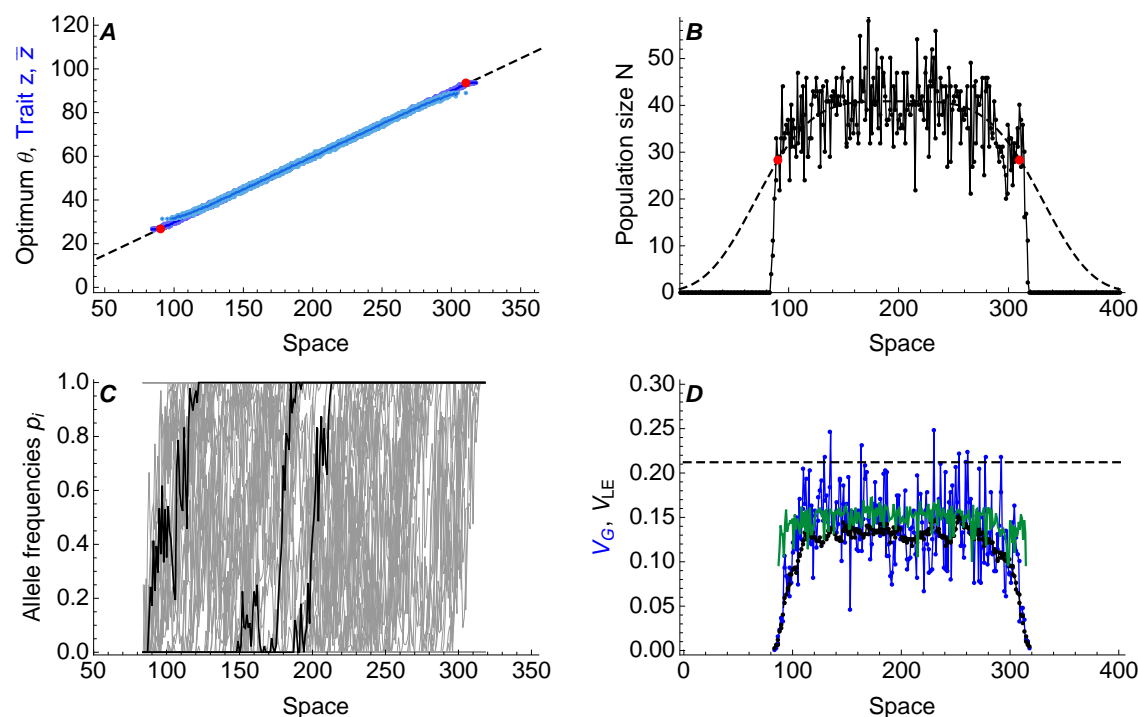 A
Optimum θ, Trait z, z̅
120
100
80
60
40
20
0
50 100 150 200 250 300 350
Space
B
Population size N
50
40
30
20
10
0
100 200 300 400
Space
C
Allele frequencies pᵢ
1.0
0.8
0.6
0.4
0.2
0.0
50 100 150 200 250 300 350
Space
D
V_G, V_LE
0.30
0.25
0.20
0.15
0.10
0.05
0.00
0 100 200 300 400
Space